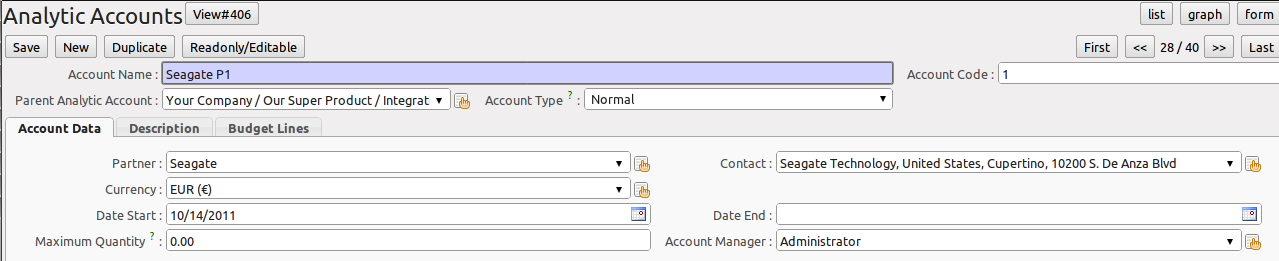 Analytic Accounts View#406 list graph form
Save New Duplicate Readonly/Editable First << 28 / 40 >> Last
Account Name : Seagate P1 Account Code : 1
Parent Analytic Account : Your Company / Our Super Product / Integrat Account Type ? : Normal
Account Data Description Budget Lines
Partner : Seagate Contact : Seagate Technology, United States, Cupertino, 10200 S. De Anza Blvd
Currency : EUR (€)
Date Start : 10/14/2011 Date End :
Maximum Quantity ? : 0.00 Account Manager : Administrator